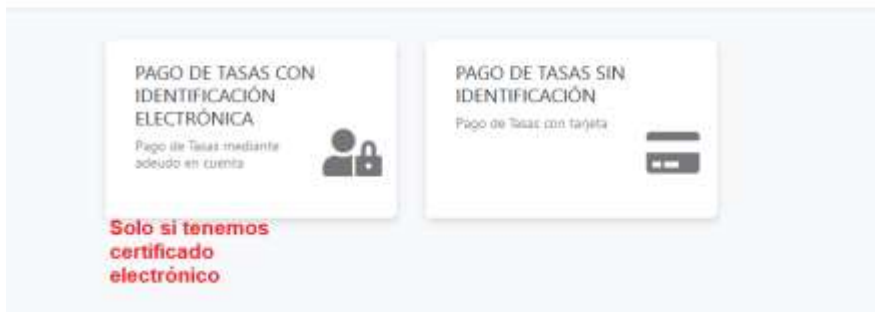 PAGO DE TASAS CON
IDENTIFICACIÓN
ELECTRÓNICA
Pago de Tasas mediante
adeudo en cuenta
Solo si tenemos
certificado
electrónico
PAGO DE TASAS SIN
IDENTIFICACIÓN
Pago de Tasas con tarjeta